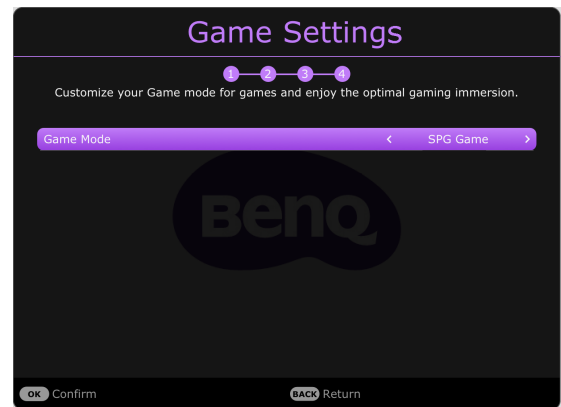 Game Settings
1 2 3 4
Customize your Game mode for games and enjoy the optimal gaming immersion.
Game Mode < SPG Game >
BenQ
OK Confirm BACK Return